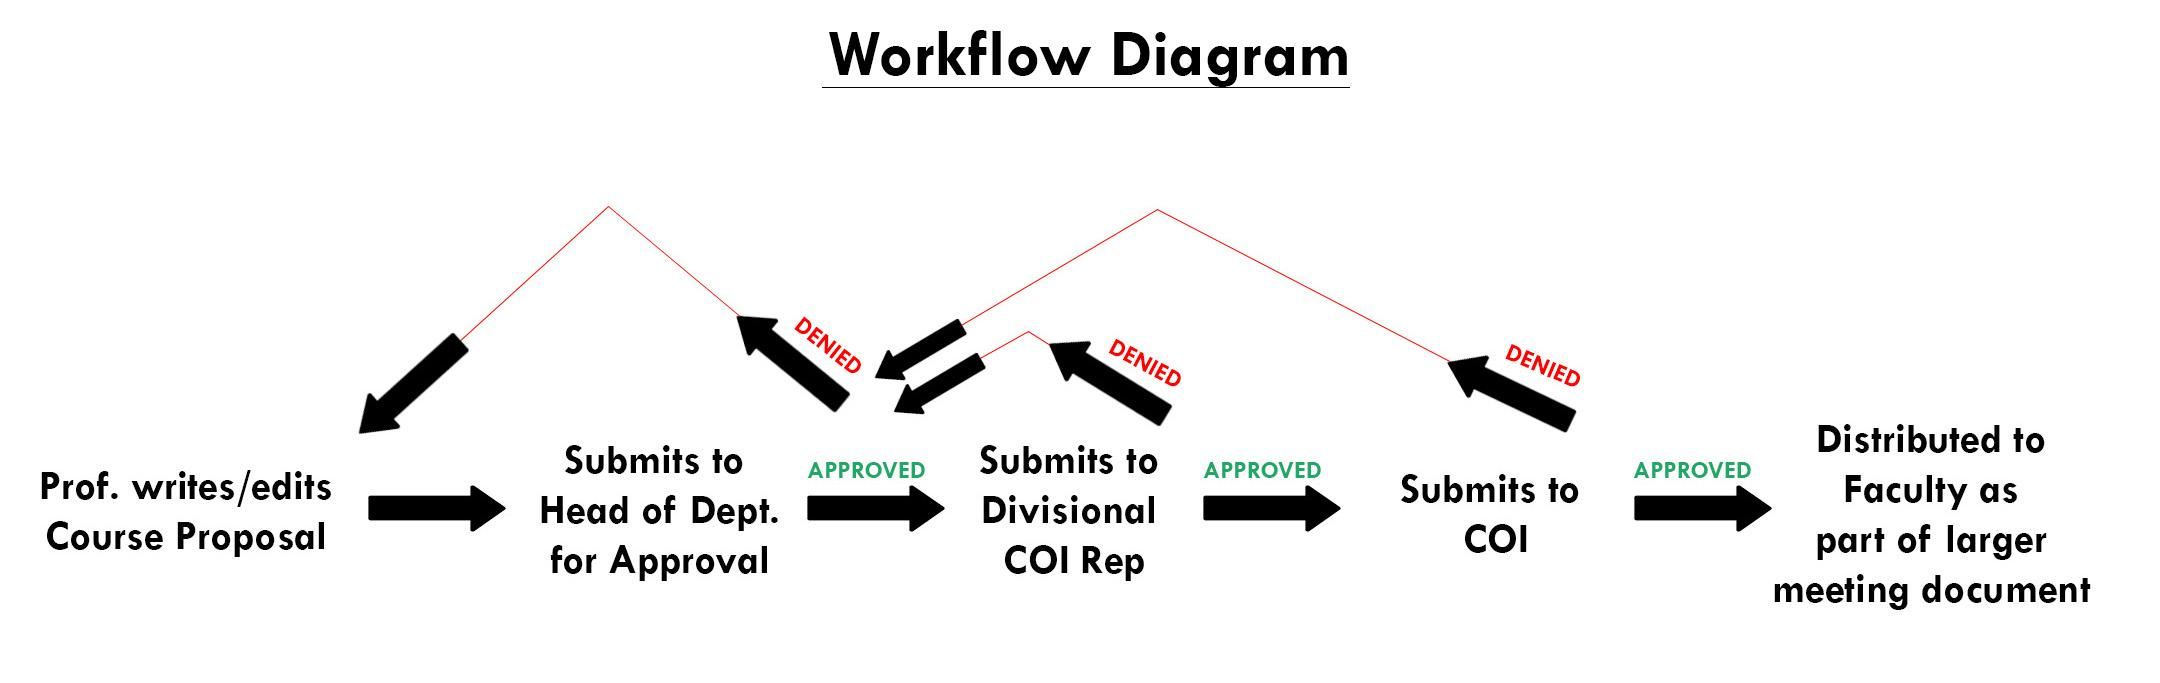 Workflow Diagram
DENIED
DENIED
DENIED
Prof. writes/edits
Course Proposal
Submits to
Head of Dept.
for Approval
APPROVED
Submits to
Divisional
COI Rep
APPROVED
Submits to
COI
APPROVED
Distributed to
Faculty as
part of larger
meeting document